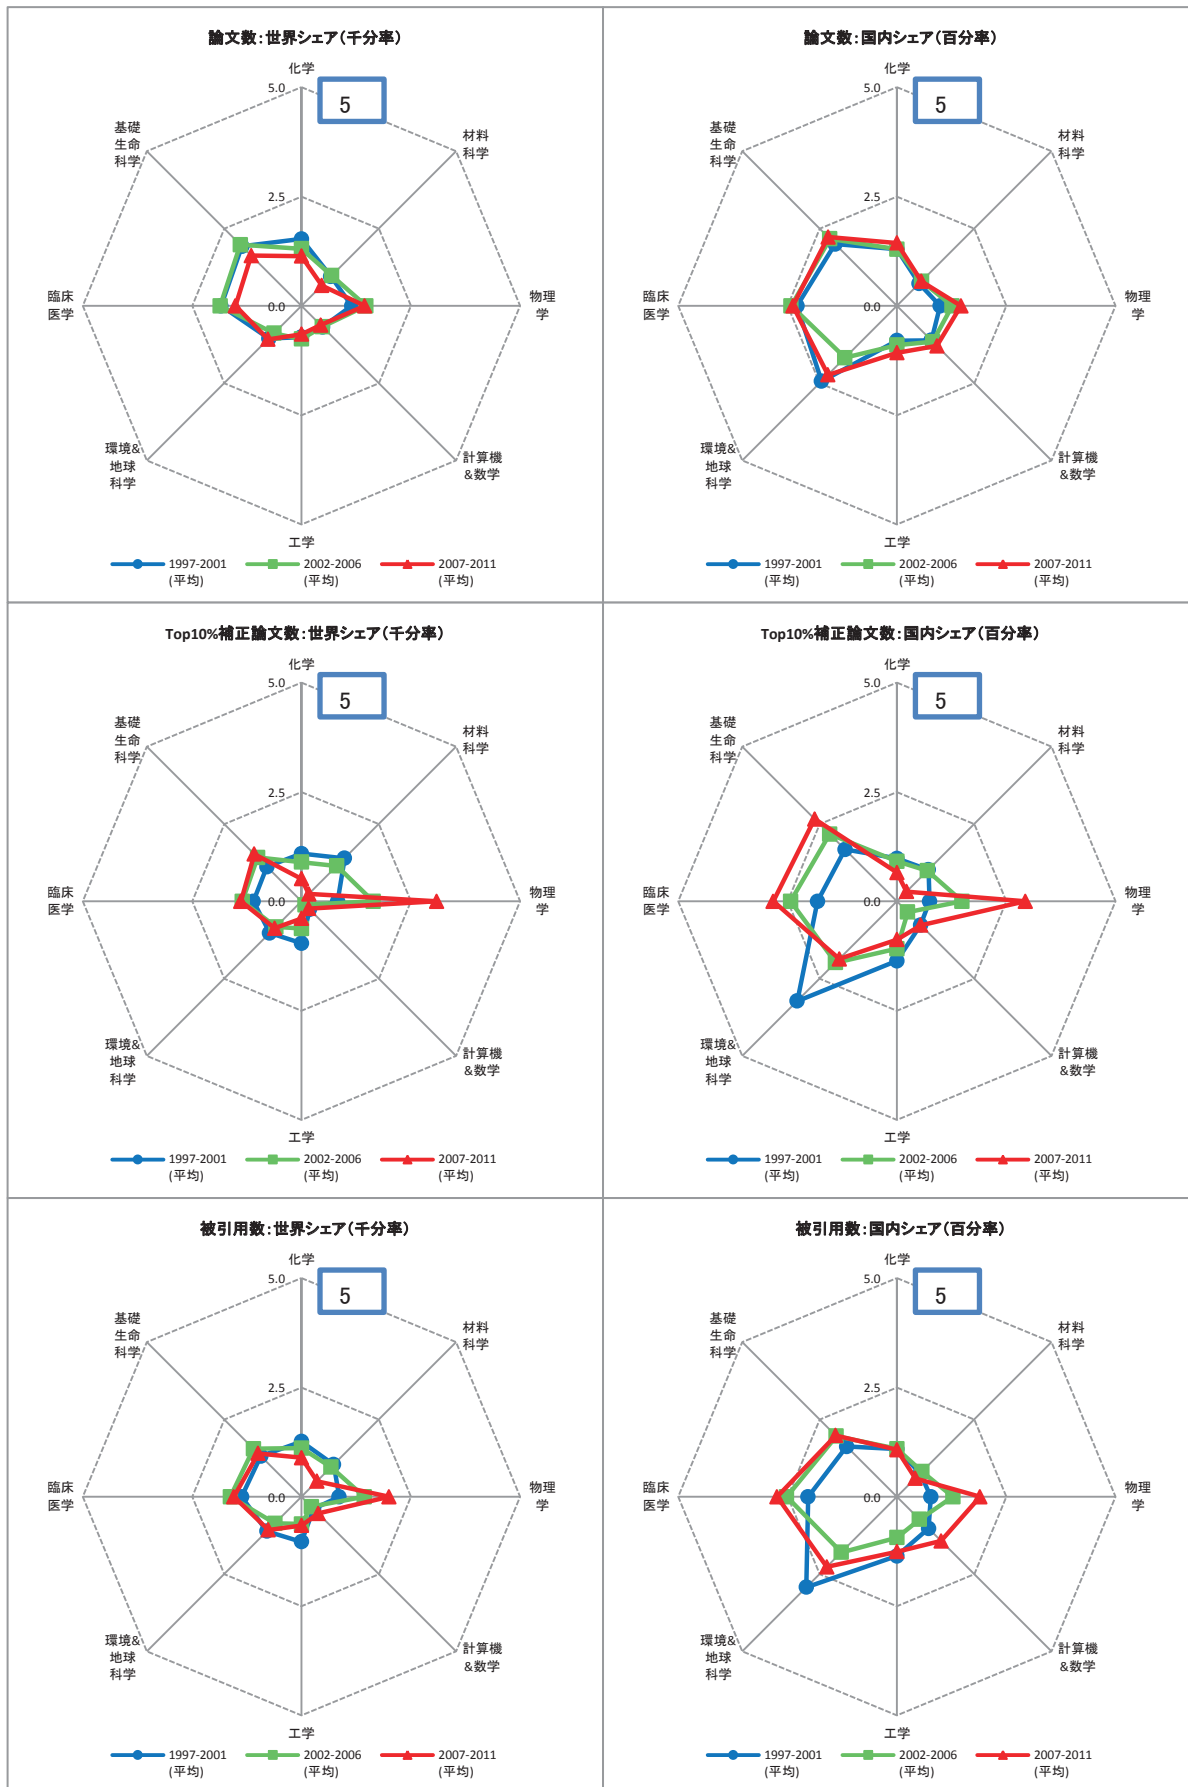 論文数:世界シェア(千分率)
化学
5.0
5
基礎
生命
科学
材料
科学
2.5
臨床
医学
0.0
物理
学
環境&
地球
科学
計算機
&数学
工学
1997-2001
(平均)
2002-2006
(平均)
2007-2011
(平均)
論文数:国内シェア(百分率)
化学
5.0
5
基礎
生命
科学
材料
科学
2.5
臨床
医学
0.0
物理
学
環境&
地球
科学
計算機
&数学
工学
1997-2001
(平均)
2002-2006
(平均)
2007-2011
(平均)
Top10%補正論文数:世界シェア(千分率)
化学
5.0
5
基礎
生命
科学
材料
科学
2.5
臨床
医学
0.0
物理
学
環境&
地球
科学
計算機
&数学
工学
1997-2001
(平均)
2002-2006
(平均)
2007-2011
(平均)
Top10%補正論文数:国内シェア(百分率)
化学
5.0
5
基礎
生命
科学
材料
科学
2.5
臨床
医学
0.0
物理
学
環境&
地球
科学
計算機
&数学
工学
1997-2001
(平均)
2002-2006
(平均)
2007-2011
(平均)
被引用数:世界シェア(千分率)
化学
5.0
5
基礎
生命
科学
材料
科学
2.5
臨床
医学
0.0
物理
学
環境&
地球
科学
計算機
&数学
工学
1997-2001
(平均)
2002-2006
(平均)
2007-2011
(平均)
被引用数:国内シェア(百分率)
化学
5.0
5
基礎
生命
科学
材料
科学
2.5
臨床
医学
0.0
物理
学
環境&
地球
科学
計算機
&数学
工学
1997-2001
(平均)
2002-2006
(平均)
2007-2011
(平均)